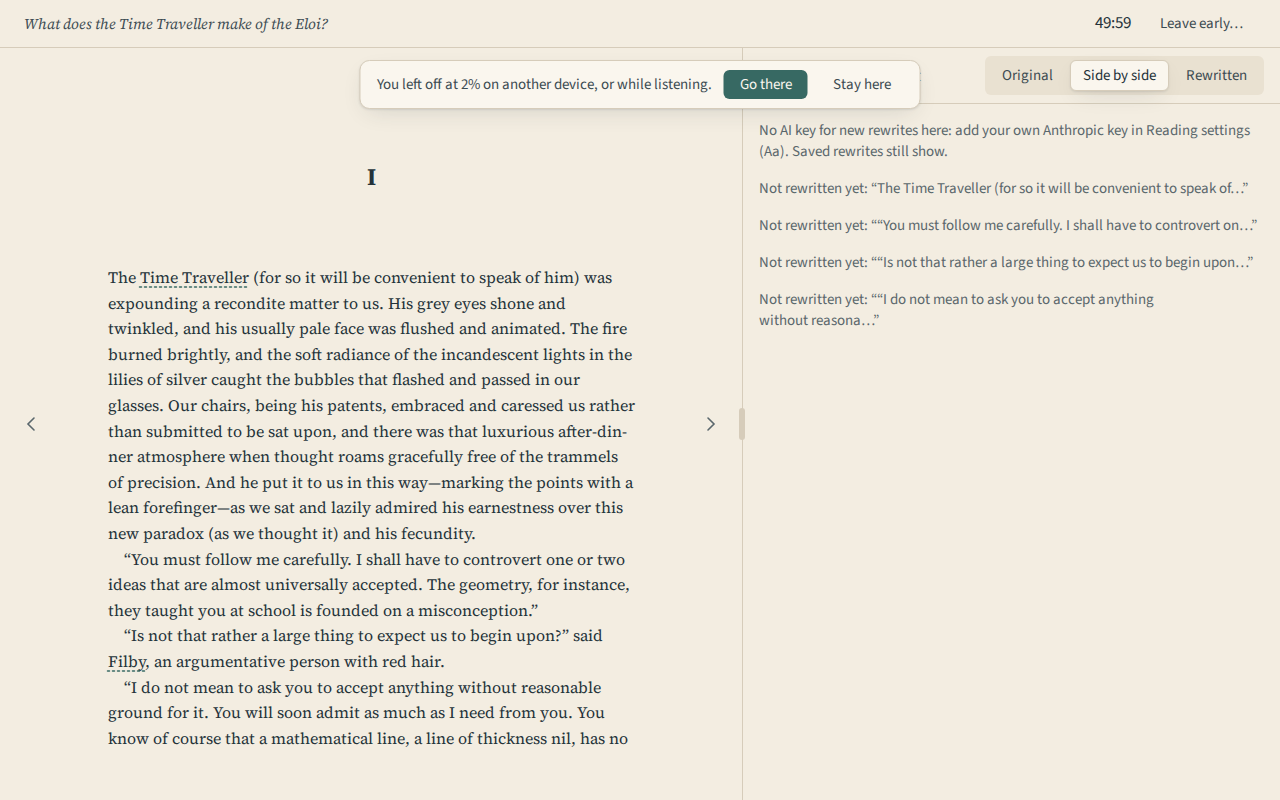 What does the Time Traveller make of the Eloi?
49:59
Leave early…
You left off at 2% on another device, or while listening.
Go there
Stay here
Original
Side by side
Rewritten
I
The Time Traveller (for so it will be convenient to speak of him) was
expounding a recondite matter to us. His grey eyes shone and
twinkled, and his usually pale face was flushed and animated. The fire
burned brightly, and the soft radiance of the incandescent lights in the
lilies of silver caught the bubbles that flashed and passed in our
glasses. Our chairs, being his patents, embraced and caressed us rather
than submitted to be sat upon, and there was that luxurious after-din-
ner atmosphere when thought roams gracefully free of the trammels
of precision. And he put it to us in this way—marking the points with a
lean forefinger—as we sat and lazily admired his earnestness over this
new paradox (as we thought it) and his fecundity.
“You must follow me carefully. I shall have to controvert one or two
ideas that are almost universally accepted. The geometry, for instance,
they taught you at school is founded on a misconception.”
“Is not that rather a large thing to expect us to begin upon?” said
Filby, an argumentative person with red hair.
“I do not mean to ask you to accept anything without reasonable
ground for it. You will soon admit as much as I need from you. You
know of course that a mathematical line, a line of thickness nil, has no
No AI key for new rewrites here: add your own Anthropic key in Reading settings
(Aa). Saved rewrites still show.
Not rewritten yet: “The Time Traveller (for so it will be convenient to speak of…”
Not rewritten yet: ““You must follow me carefully. I shall have to controvert on…”
Not rewritten yet: ““Is not that rather a large thing to expect us to begin upon…”
Not rewritten yet: ““I do not mean to ask you to accept anything
without reasona…”